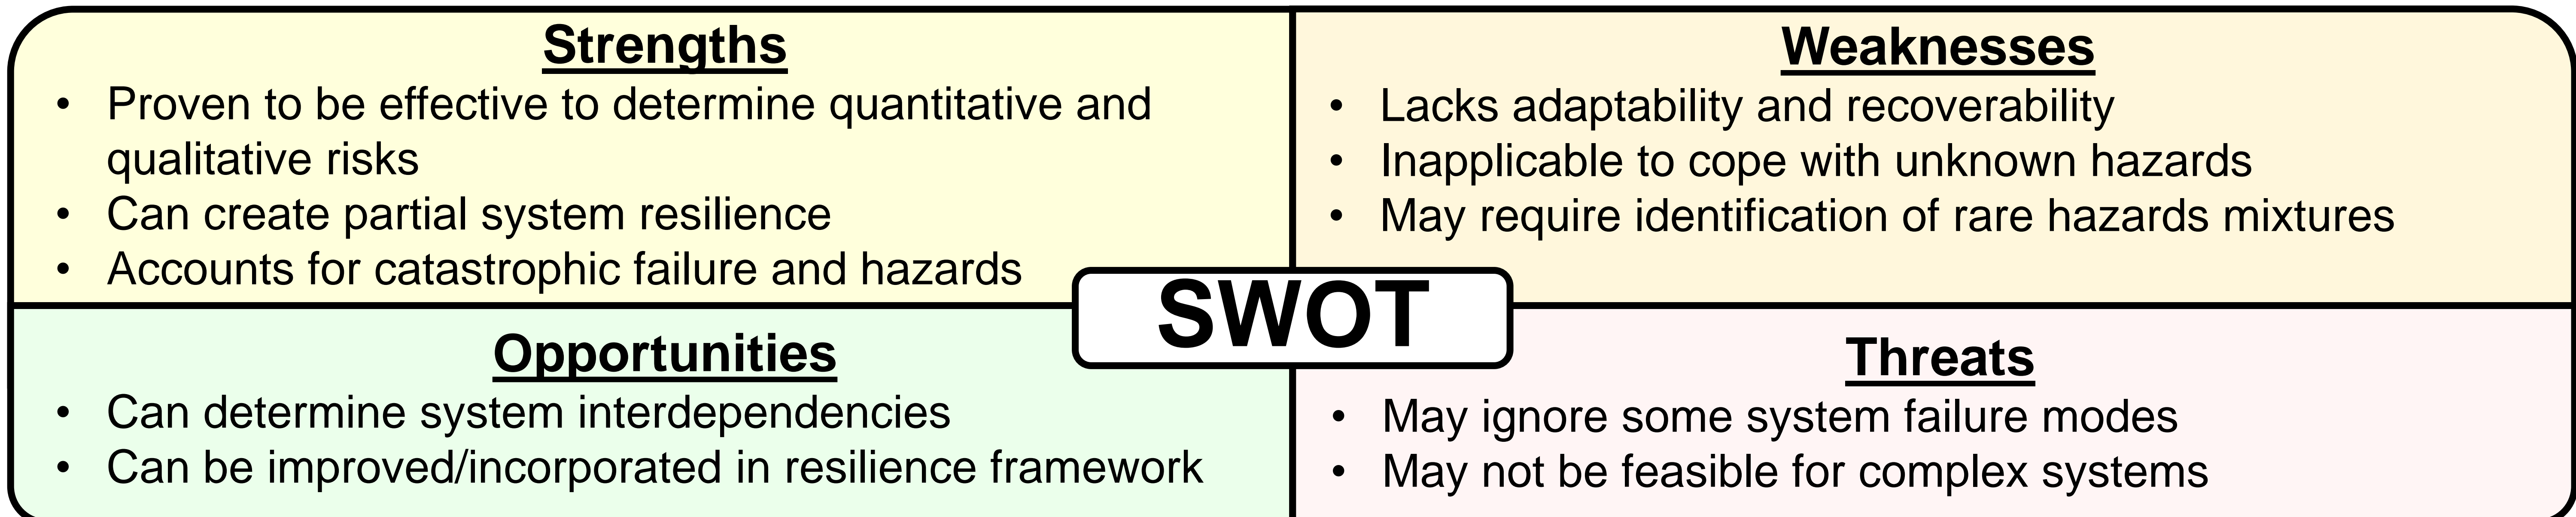 Strengths
• Proven to be effective to determine quantitative and
qualitative risks
• Can create partial system resilience
• Accounts for catastrophic failure and hazards
Weaknesses
• Lacks adaptability and recoverability
• Inapplicable to cope with unknown hazards
• May require identification of rare hazards mixtures
SWOT
Opportunities
• Can determine system interdependencies
• Can be improved/incorporated in resilience framework
Threats
• May ignore some system failure modes
• May not be feasible for complex systems